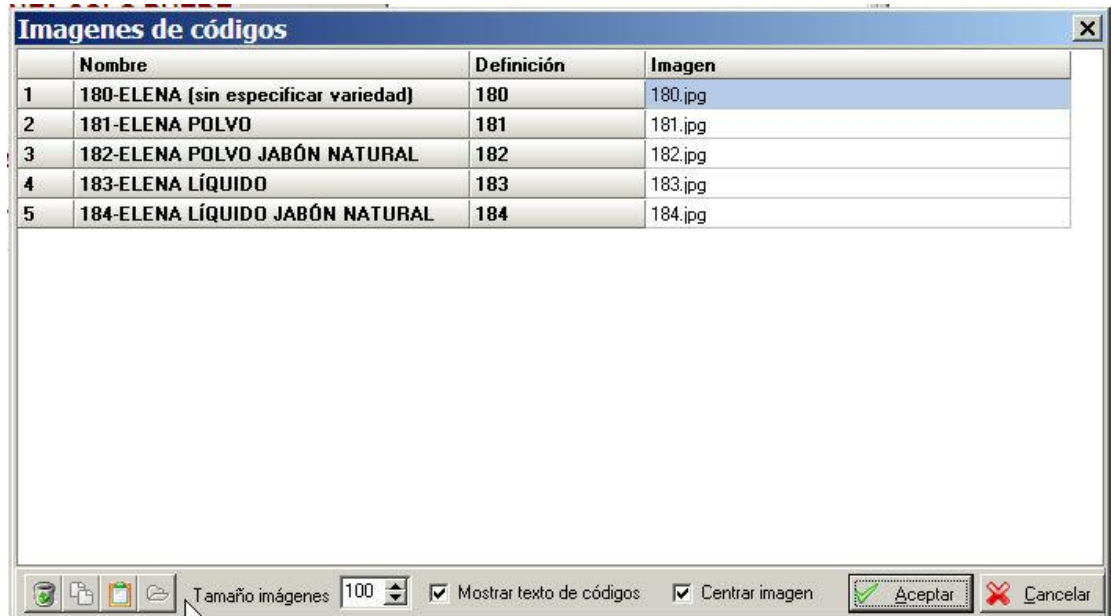 Imagenes de códigos
Nombre Definición Imagen
1 180-ELENA (sin especificar variedad) 180 180.jpg
2 181-ELENA POLVO 181 181.jpg
3 182-ELENA POLVO JABÓN NATURAL 182 182.jpg
4 183-ELENA LÍQUIDO 183 183.jpg
5 184-ELENA LÍQUIDO JABÓN NATURAL 184 184.jpg
Tamaño imágenes 100 Mostrar texto de códigos Centrar imagen Aceptar Cancelar